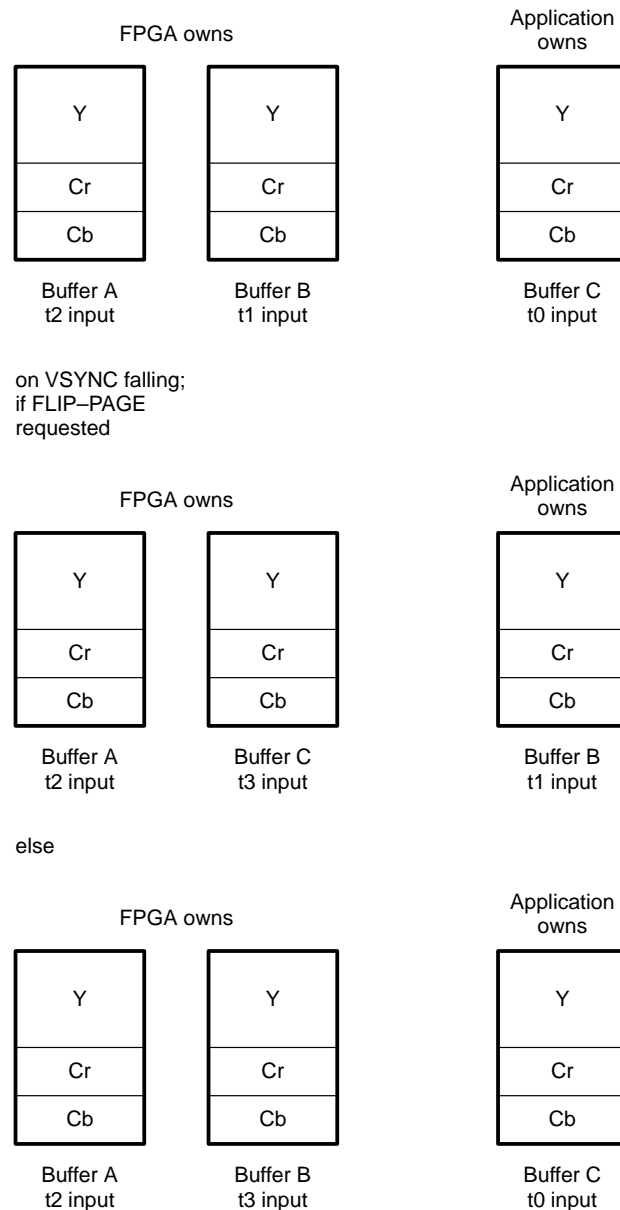 FPGA owns
Application
owns
Y
Y
Y
Cr
Cr
Cr
Cb
Cb
Cb
Buffer A
t2 input
Buffer B
t1 input
Buffer C
t0 input
on VSYNC falling;
if FLIP–PAGE
requested
FPGA owns
Application
owns
Y
Y
Y
Cr
Cr
Cr
Cb
Cb
Cb
Buffer A
t2 input
Buffer C
t3 input
Buffer B
t1 input
else
FPGA owns
Application
owns
Y
Y
Y
Cr
Cr
Cr
Cb
Cb
Cb
Buffer A
t2 input
Buffer B
t3 input
Buffer C
t0 input